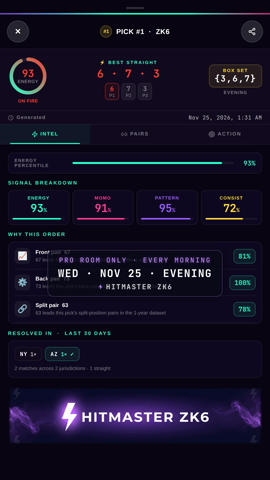 #1 PICK #1 · ZK6
93
ENERGY
ON FIRE
⚡ BEST STRAIGHT
6 · 7 · 3
6 7 3
P1 P2 P3
BOX SET
{3,6,7}
EVENING
Generated
Nov 25, 2026, 1:31 AM
INTEL
PAIRS
ACTION
ENERGY PERCENTILE
93%
SIGNAL BREAKDOWN
ENERGY
93%
MOMO
91%
PATTERN
95%
CONSIST
72%
WHY THIS ORDER
Front pair
81%
PRO ROOM ONLY · EVERY MORNING
WED · NOV 25 · EVENING
⚡ HITMASTER ZK6
Back
100%
Split pair 63
63 leads this pick's split-position pairs in the 1-year dataset
78%
RESOLVED IN · LAST 30 DAYS
NY 1×
AZ 1× ✓
2 matches across 2 jurisdictions · 1 straight
HITMASTER ZK6